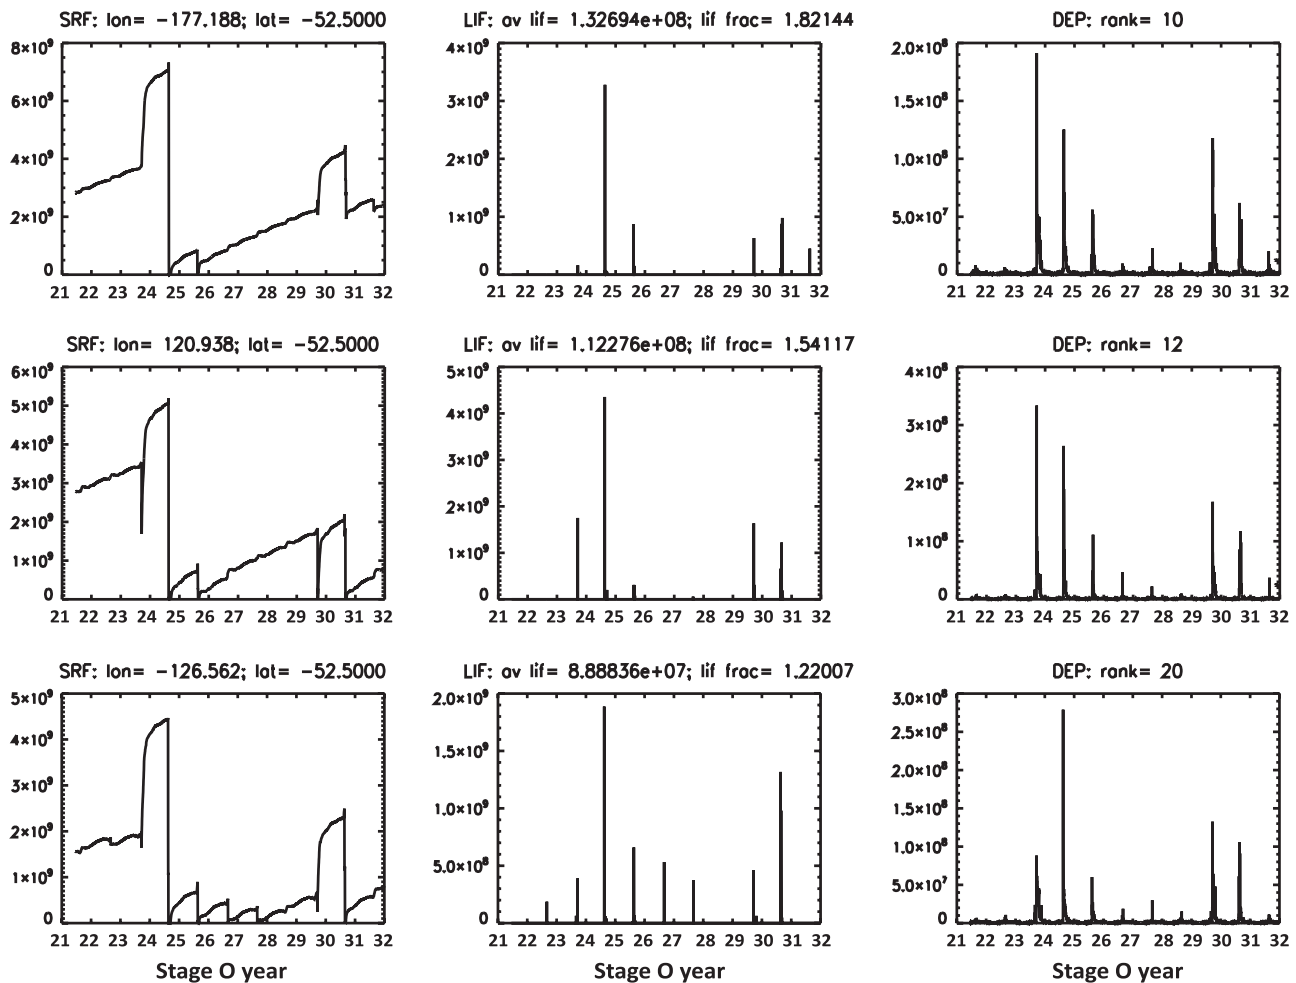 SRF: lon= −177.188; lat= −52.5000
LIF: av lif= 1.32694e+08; lif frac= 1.82144
DEP: rank= 10
8×10⁹
6×10⁹
4×10⁹
2×10⁹
0
21 22 23 24 25 26 27 28 29 30 31 32
4×10⁹
3×10⁹
2×10⁹
1×10⁹
0
21 22 23 24 25 26 27 28 29 30 31 32
2.0×10⁸
1.5×10⁸
1.0×10⁸
5.0×10⁷
0
21 22 23 24 25 26 27 28 29 30 31 32
SRF: lon= 120.938; lat= −52.5000
LIF: av lif= 1.12276e+08; lif frac= 1.54117
DEP: rank= 12
6×10⁹
5×10⁹
4×10⁹
3×10⁹
2×10⁹
1×10⁹
0
21 22 23 24 25 26 27 28 29 30 31 32
5×10⁹
4×10⁹
3×10⁹
2×10⁹
1×10⁹
0
21 22 23 24 25 26 27 28 29 30 31 32
4×10⁸
3×10⁸
2×10⁸
1×10⁸
0
21 22 23 24 25 26 27 28 29 30 31 32
SRF: lon= −126.562; lat= −52.5000
LIF: av lif= 8.88836e+07; lif frac= 1.22007
DEP: rank= 20
5×10⁹
4×10⁹
3×10⁹
2×10⁹
1×10⁹
0
21 22 23 24 25 26 27 28 29 30 31 32
Stage O year
2.0×10⁹
1.5×10⁹
1.0×10⁹
5.0×10⁸
0
21 22 23 24 25 26 27 28 29 30 31 32
Stage O year
3.0×10⁸
2.5×10⁸
2.0×10⁸
1.5×10⁸
1.0×10⁸
5.0×10⁷
0
21 22 23 24 25 26 27 28 29 30 31 32
Stage O year